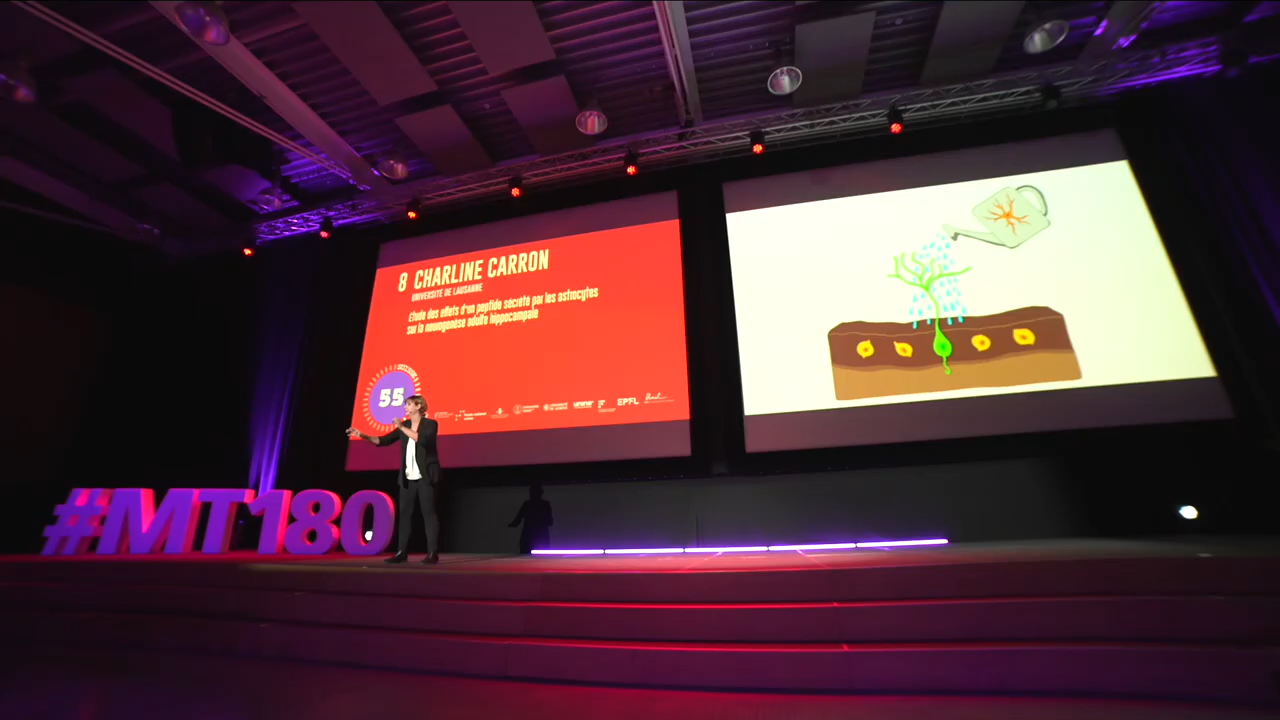 8 CHARLINE CARRON
UNIVERSITÉ DE LAUSANNE
Etude des effets d'un peptide sécrété par les astrocytes
sur la neurogenèse adulte hippocampale
55
EPFL
#MT180